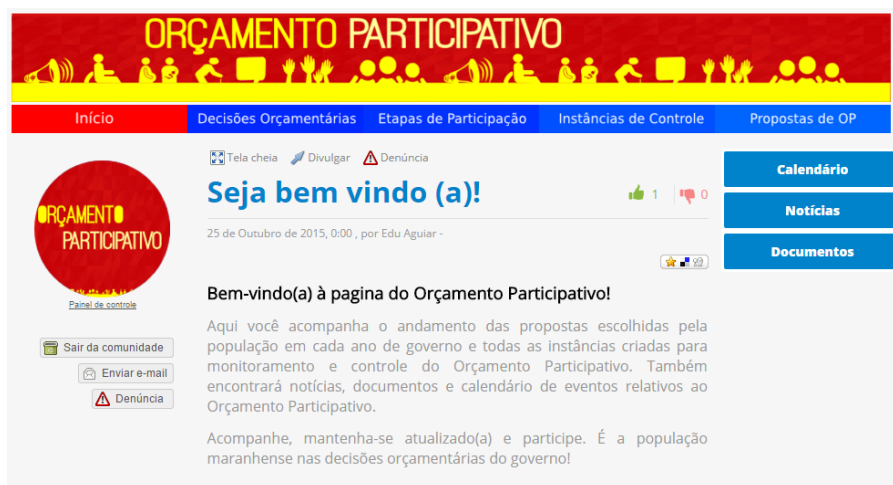 ORÇAMENTO PARTICIPATIVO
Início
Decisões Orçamentárias
Etapas de Participação
Instâncias de Controle
Propostas de OP
ORÇAMENTO
PARTICIPATIVO
Painel de controle
Sair da comunidade
Enviar e-mail
Denúncia
Tela cheia Divulgar Denúncia
Seja bem vindo (a)!
1 0
25 de Outubro de 2015, 0:00 , por Edu Aguiar -
Bem-vindo(a) à pagina do Orçamento Participativo!
Aqui você acompanha o andamento das propostas escolhidas pela
população em cada ano de governo e todas as instâncias criadas para
monitoramento e controle do Orçamento Participativo. Também
encontrará notícias, documentos e calendário de eventos relativos ao
Orçamento Participativo.
Acompanhe, mantenha-se atualizado(a) e participe. É a população
maranhense nas decisões orçamentárias do governo!
Calendário
Notícias
Documentos